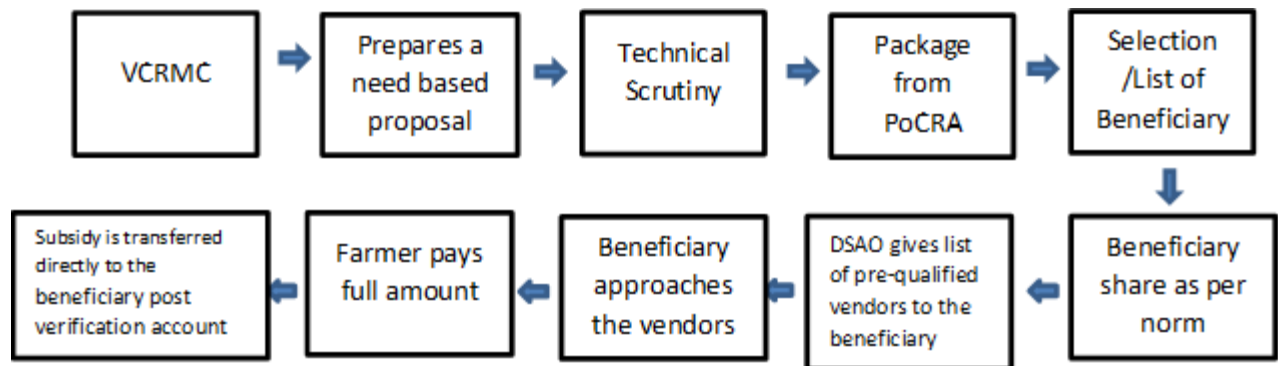 VCRMC
Prepares a
need based
proposal
Technical
Scrutiny
Package
from
PoCRA
Selection
/List of
Beneficiary
Beneficiary
share as per
norm
DSAO gives list
of pre-qualified
vendors to the
beneficiary
Beneficiary
approaches
the vendors
Farmer pays
full amount
Subsidy is transferred
directly to the
beneficiary post
verification account